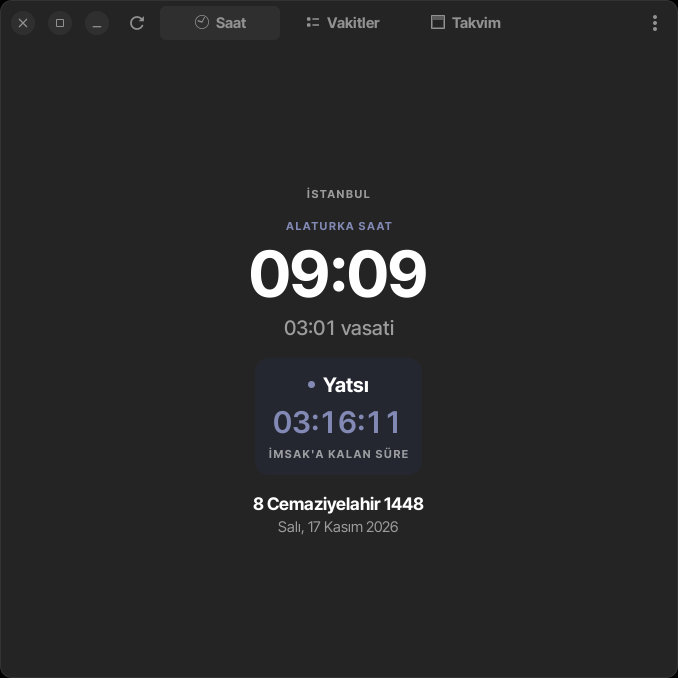 Saat Vakitler Takvim
İSTANBUL
ALATURKA SAAT
09:09
03:01 vasati
Yatsı
03:16:11
İMSAK'A KALAN SÜRE
8 Cemaziyelahir 1448
Salı, 17 Kasım 2026